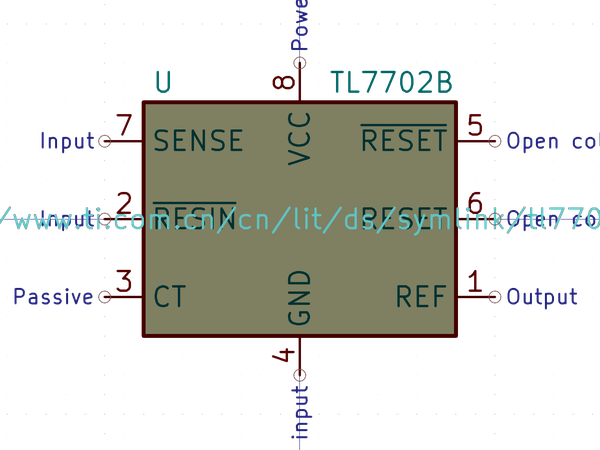 Powe
8
U
TL7702B
VCC
Input 7 SENSE
RESET 5 Open col
Input 2 RESIN
RESET 6 Open co
/www.ti.com.cn/cn/lit/ds/symlink/tl770
Passive 3 CT
REF 1 Output
GND
4
input